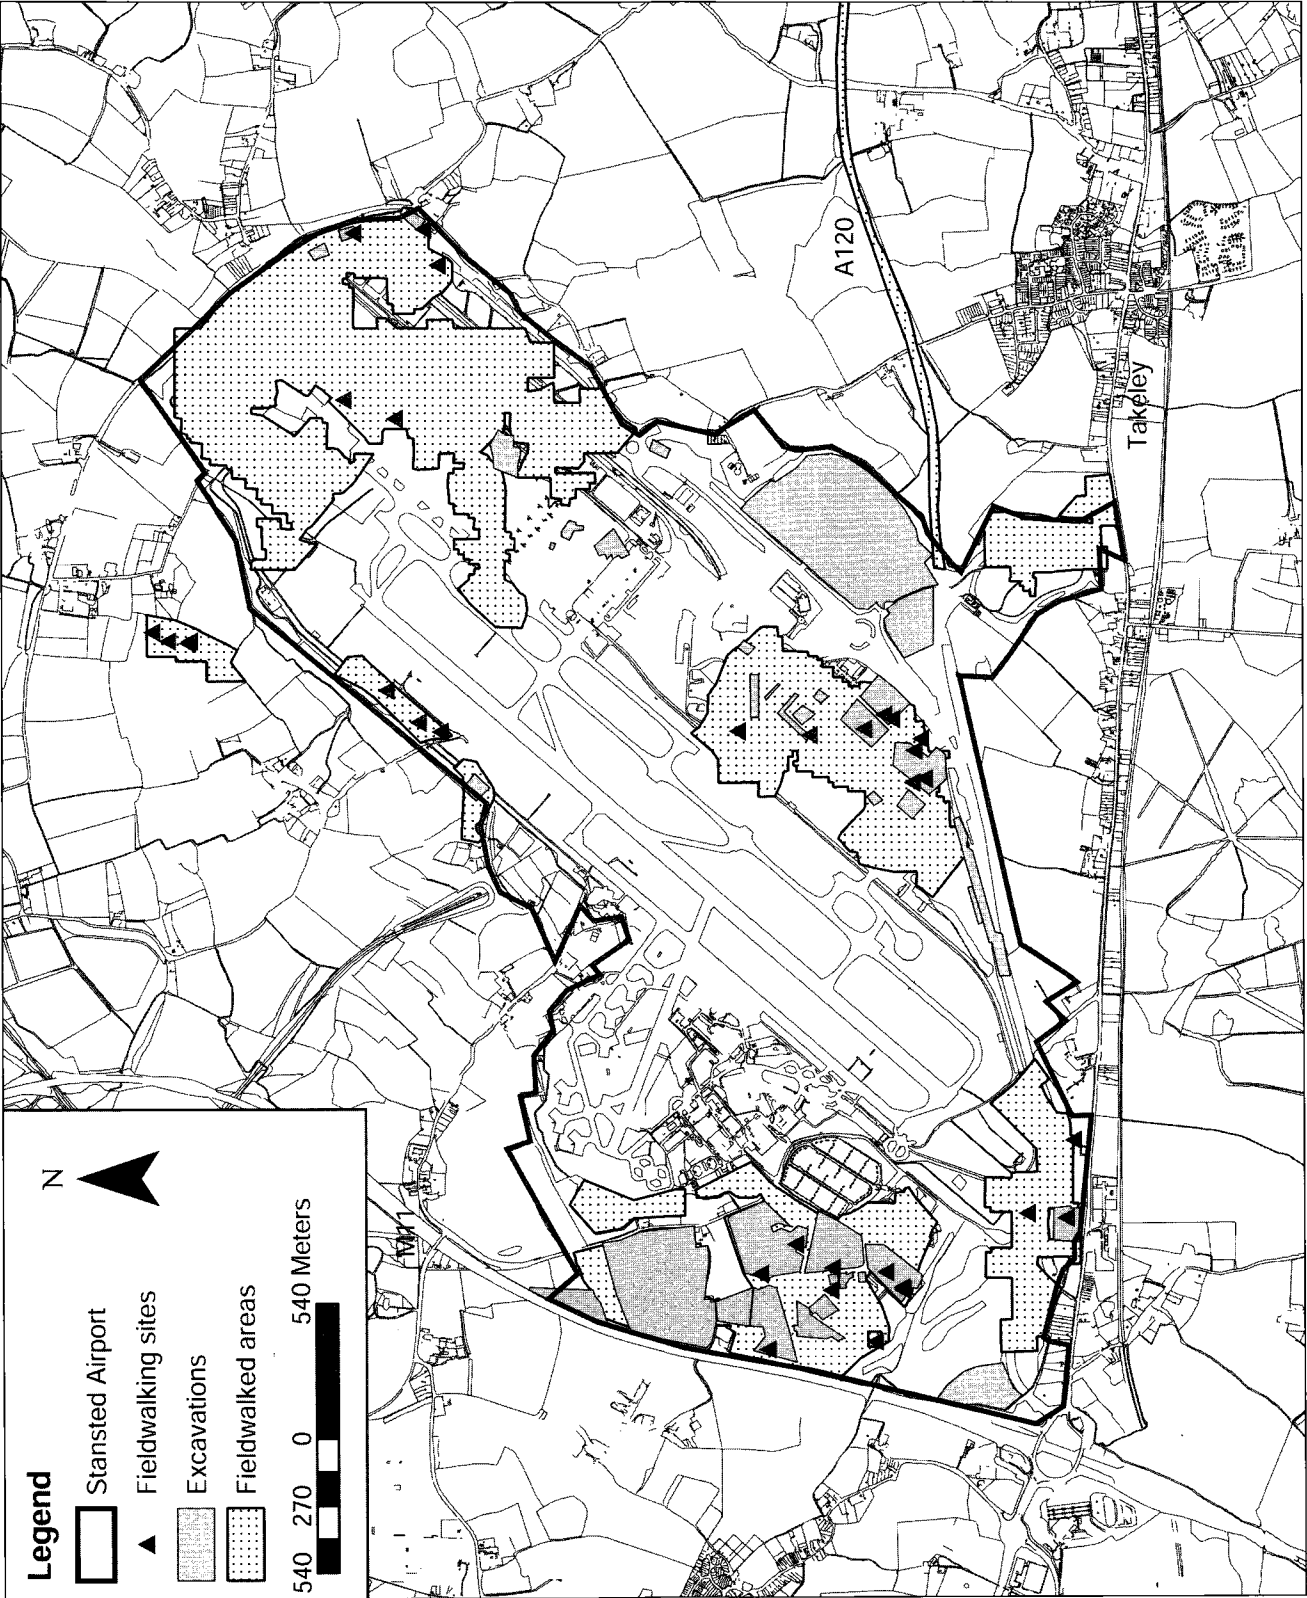 Legend
Stansted Airport
Fieldwalking sites
Excavations
Fieldwalked areas
540 270 0 540 Meters
N
M11
A120
Takeley